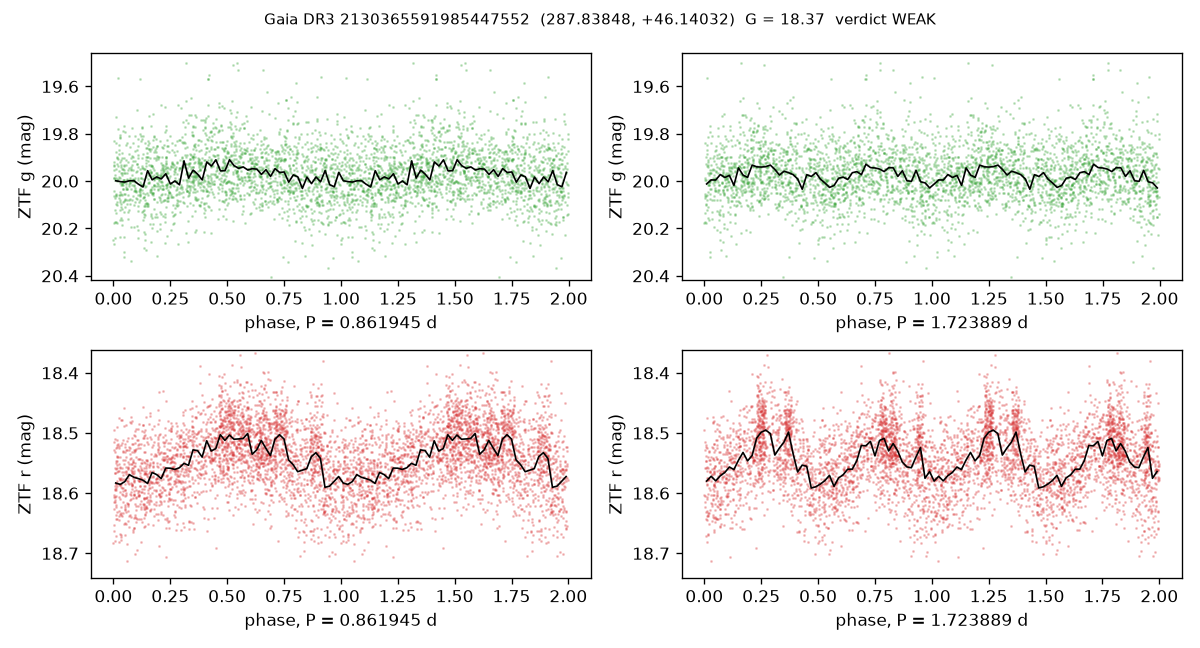 Gaia DR3 2130365591985447552 (287.83848, +46.14032) G = 18.37 verdict WEAK
ZTF g (mag)
19.6
19.8
20.0
20.2
20.4
0.00 0.25 0.50 0.75 1.00 1.25 1.50 1.75 2.00
phase, P = 0.861945 d
ZTF g (mag)
19.6
19.8
20.0
20.2
20.4
0.00 0.25 0.50 0.75 1.00 1.25 1.50 1.75 2.00
phase, P = 1.723889 d
ZTF r (mag)
18.4
18.5
18.6
18.7
0.00 0.25 0.50 0.75 1.00 1.25 1.50 1.75 2.00
phase, P = 0.861945 d
ZTF r (mag)
18.4
18.5
18.6
18.7
0.00 0.25 0.50 0.75 1.00 1.25 1.50 1.75 2.00
phase, P = 1.723889 d